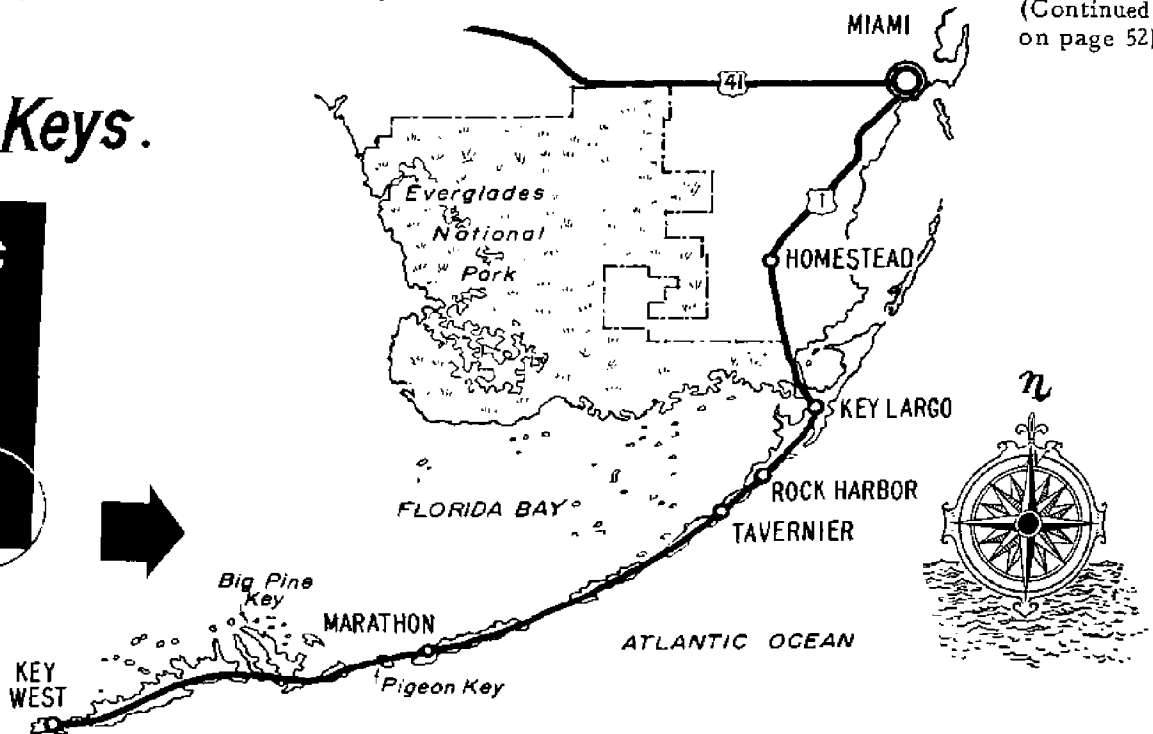 (Continued
on page 52)
MIAMI
41
Keys.
Everglades
National
Park
1
HOMESTEAD
n
KEY LARGO
ROCK HARBOR
FLORIDA BAY
TAVERNIER
Big Pine
Key
MARATHON
ATLANTIC OCEAN
KEY
WEST
Pigeon Key